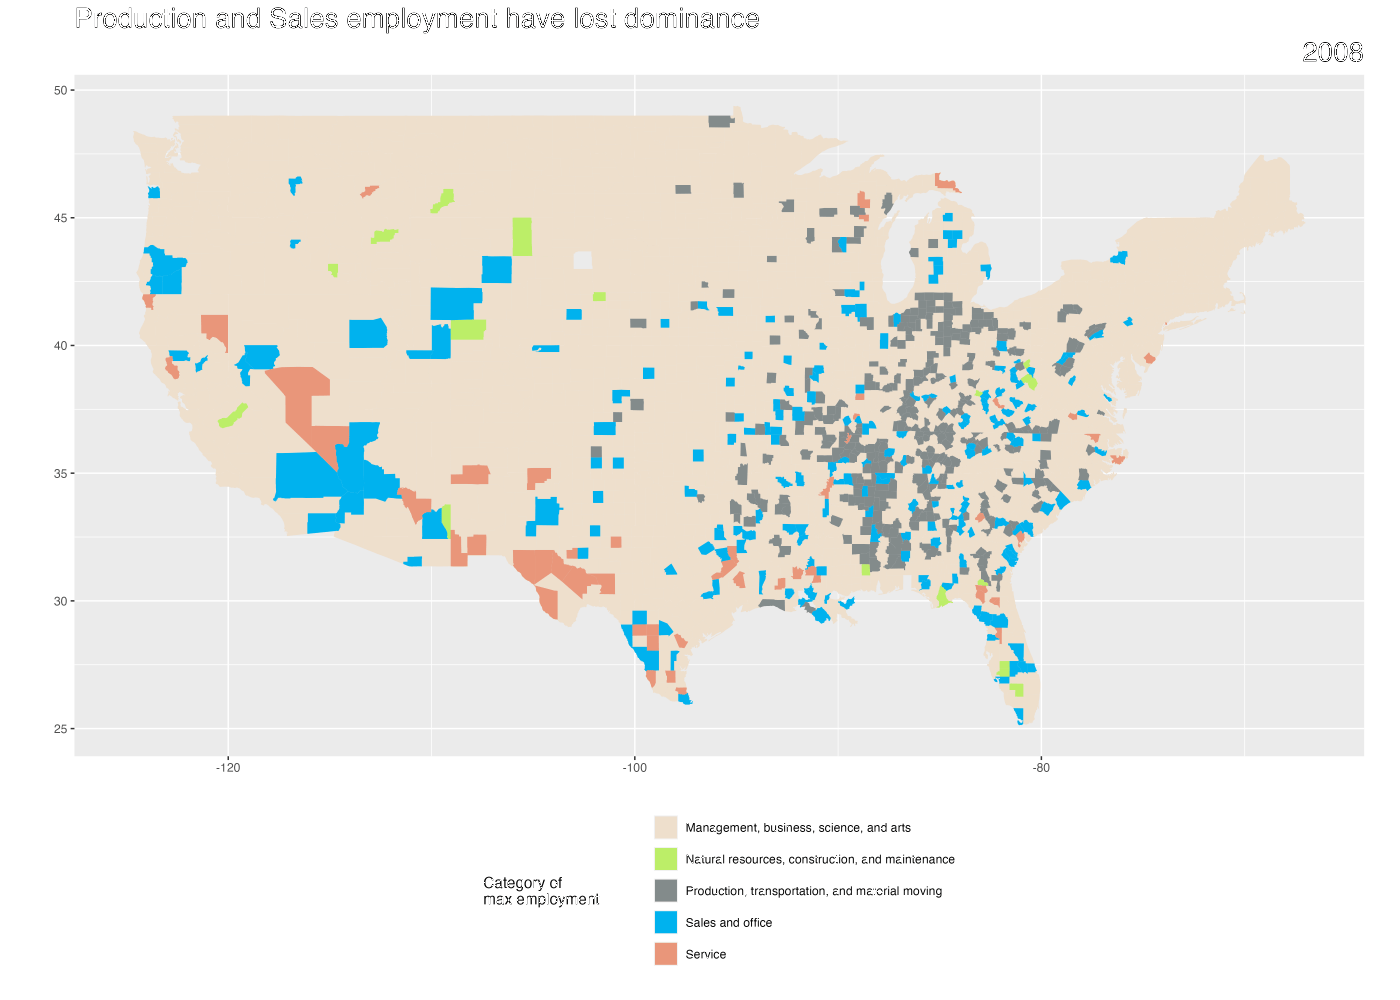 Production and Sales employment have lost dominance
2008
50
45
40
35
30
25
-120
-100
-80
Category of
max employment
Management, business, science, and arts
Natural resources, construction, and maintenance
Production, transportation, and material moving
Sales and office
Service